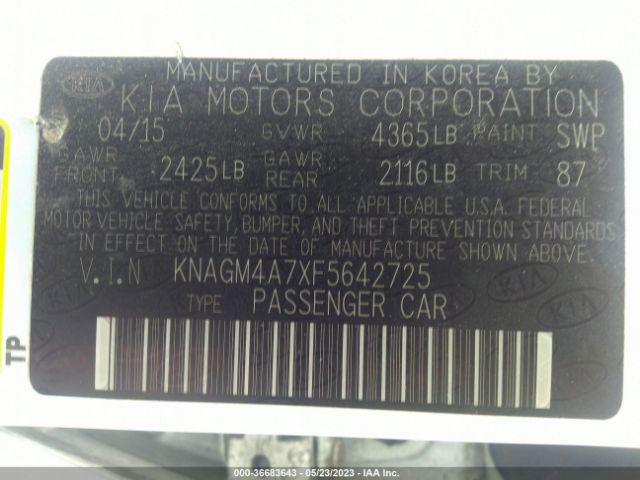 MANUFACTURED IN KOREA BY
KIA KIA MOTORS CORPORATION
04/15 GVWR 4365LB PAINT SWP
GAWR FRONT 2425LB GAWR REAR 2116LB TRIM 87
THIS VEHICLE CONFORMS TO ALL APPLICABLE U.S.A. FEDERAL
MOTOR VEHICLE SAFETY, BUMPER, AND THEFT PREVENTION STANDARDS
IN EFFECT ON THE DATE OF MANUFACTURE SHOWN ABOVE.
V.I.N KNAGM4A7XF5642725
TYPE PASSENGER CAR
TP
000-36683643 - 05/23/2023 - IAA Inc.